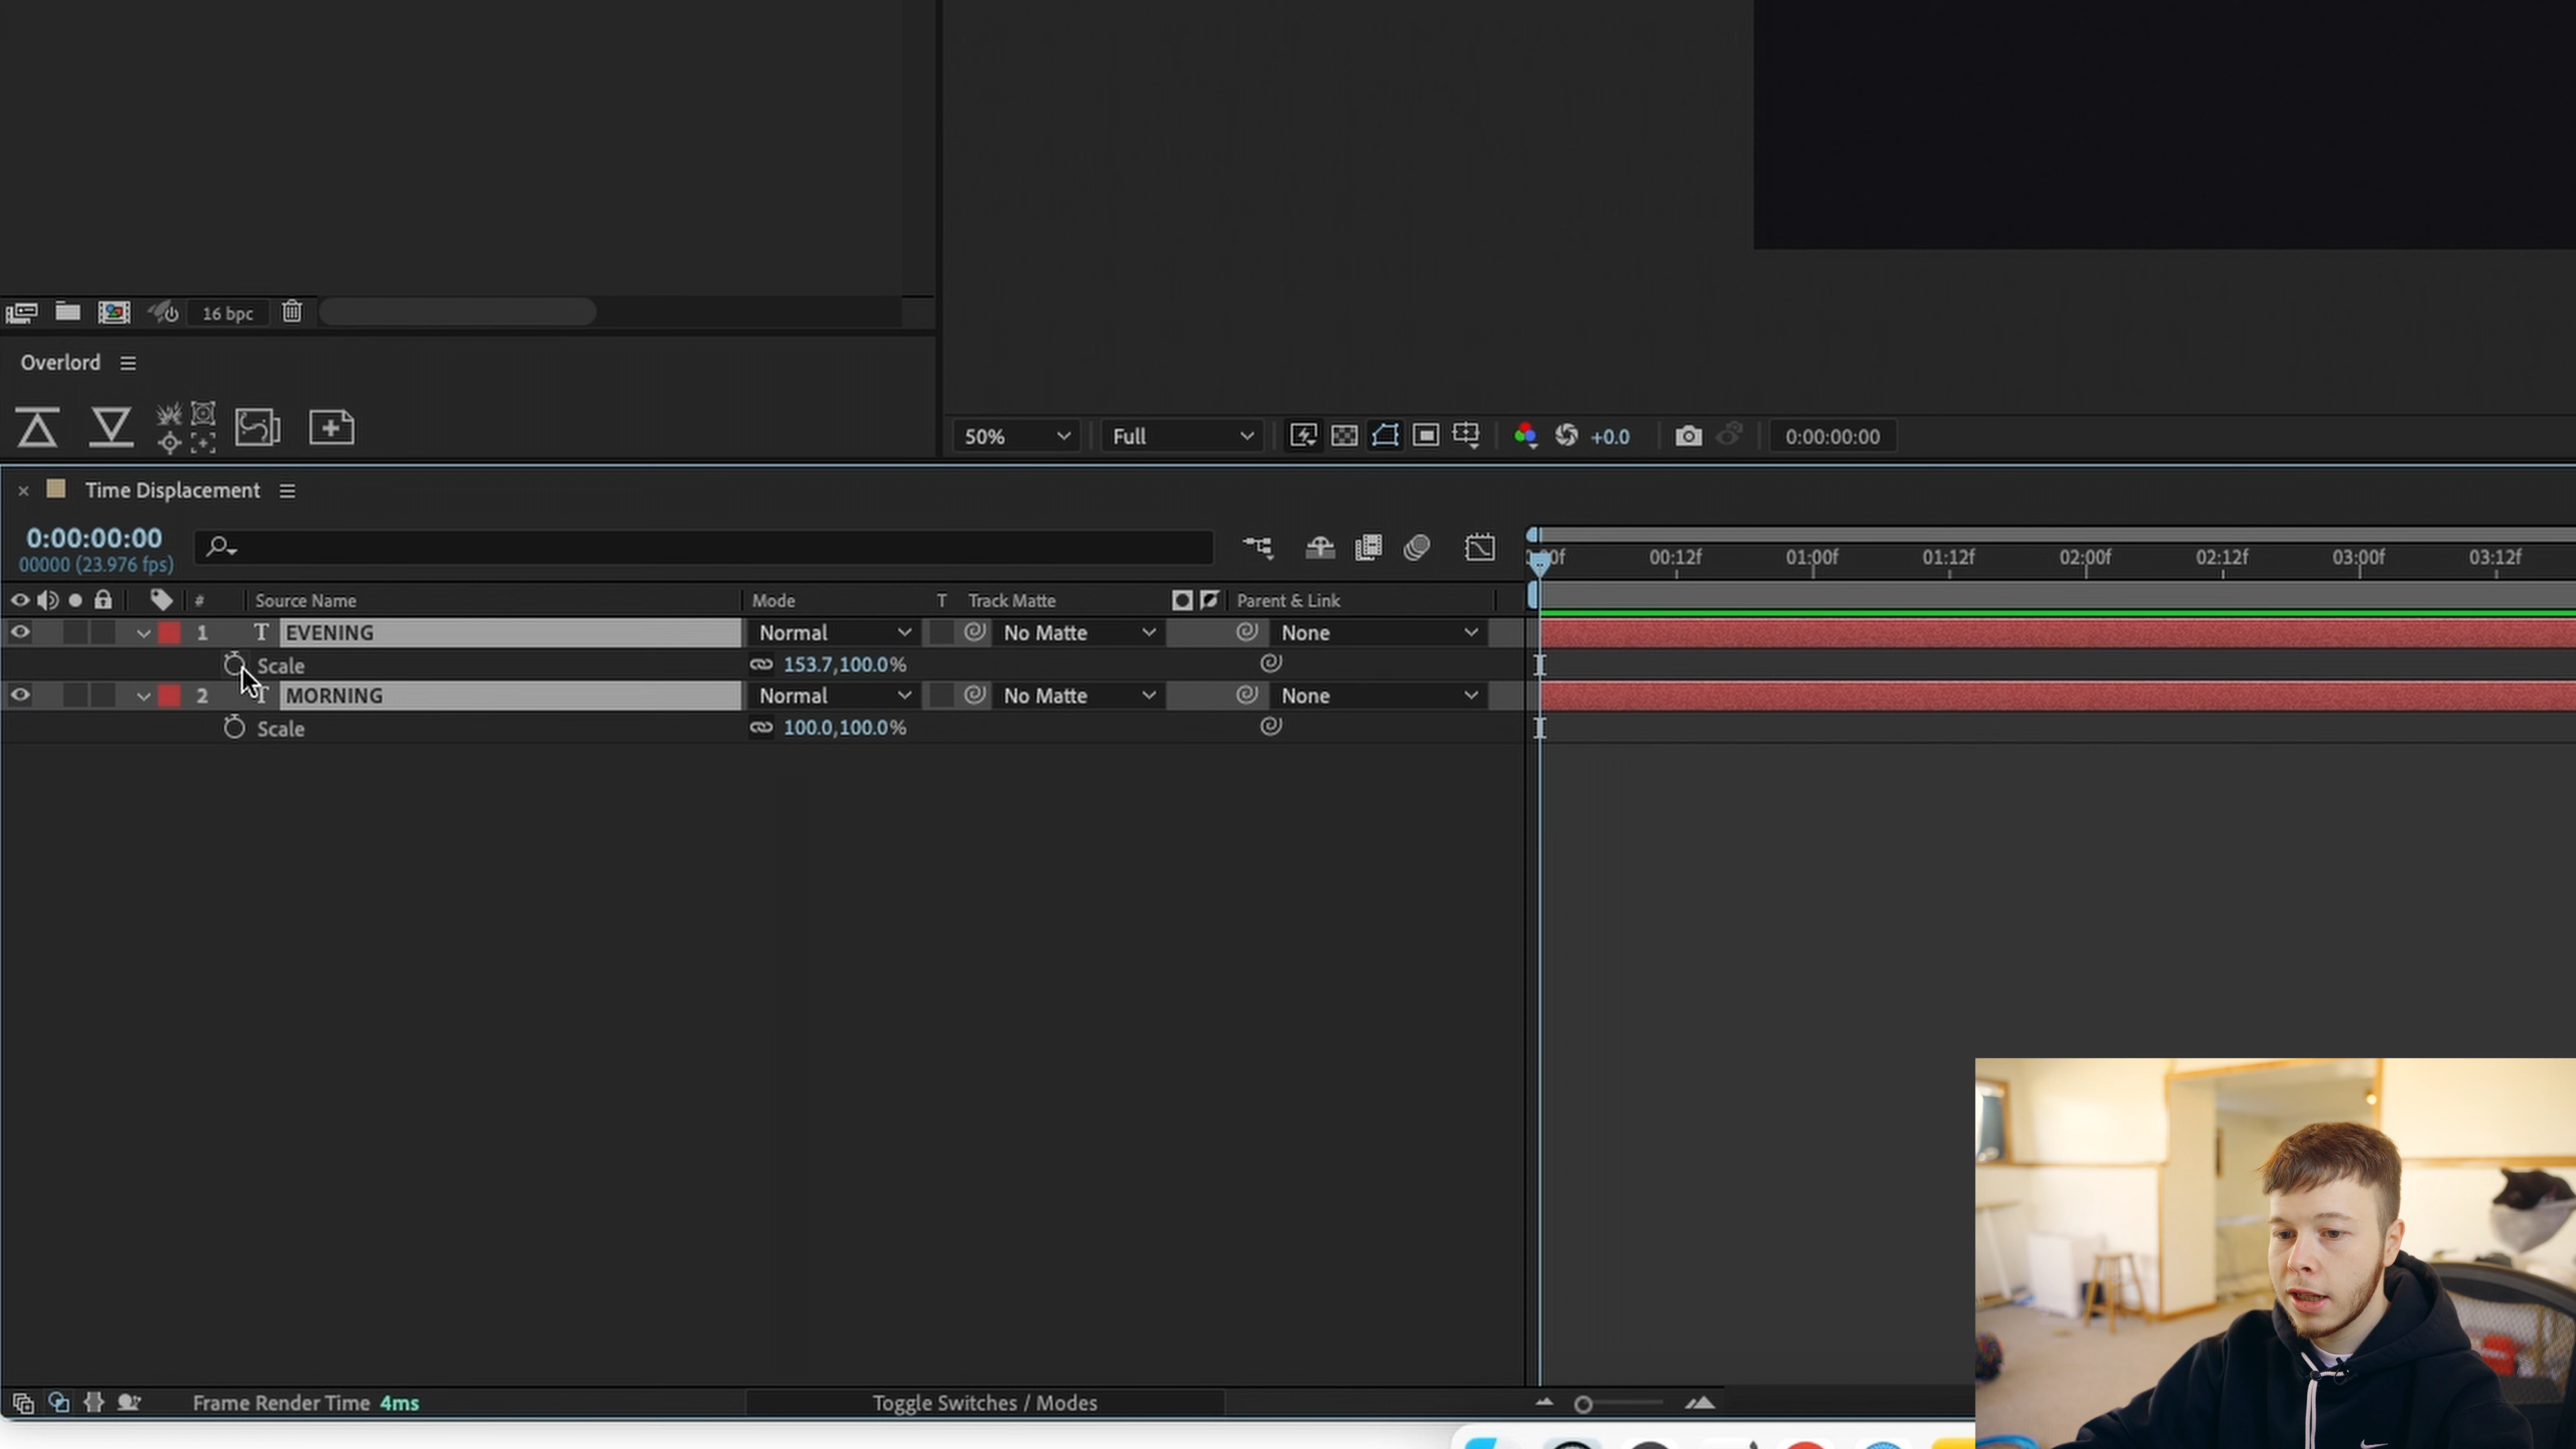 16 bpc
Overlord
50% Full +0.0 0:00:00:00
Time Displacement
0:00:00:00
00000 (23.976 fps)
00f 00:12f 01:00f 01:12f 02:00f 02:12f 03:00f 03:12f
# Source Name Mode T Track Matte Parent & Link
1 T EVENING Normal No Matte None
Scale 153.7,100.0%
2 T MORNING Normal No Matte None
Scale 100.0,100.0%
Frame Render Time 4ms Toggle Switches / Modes